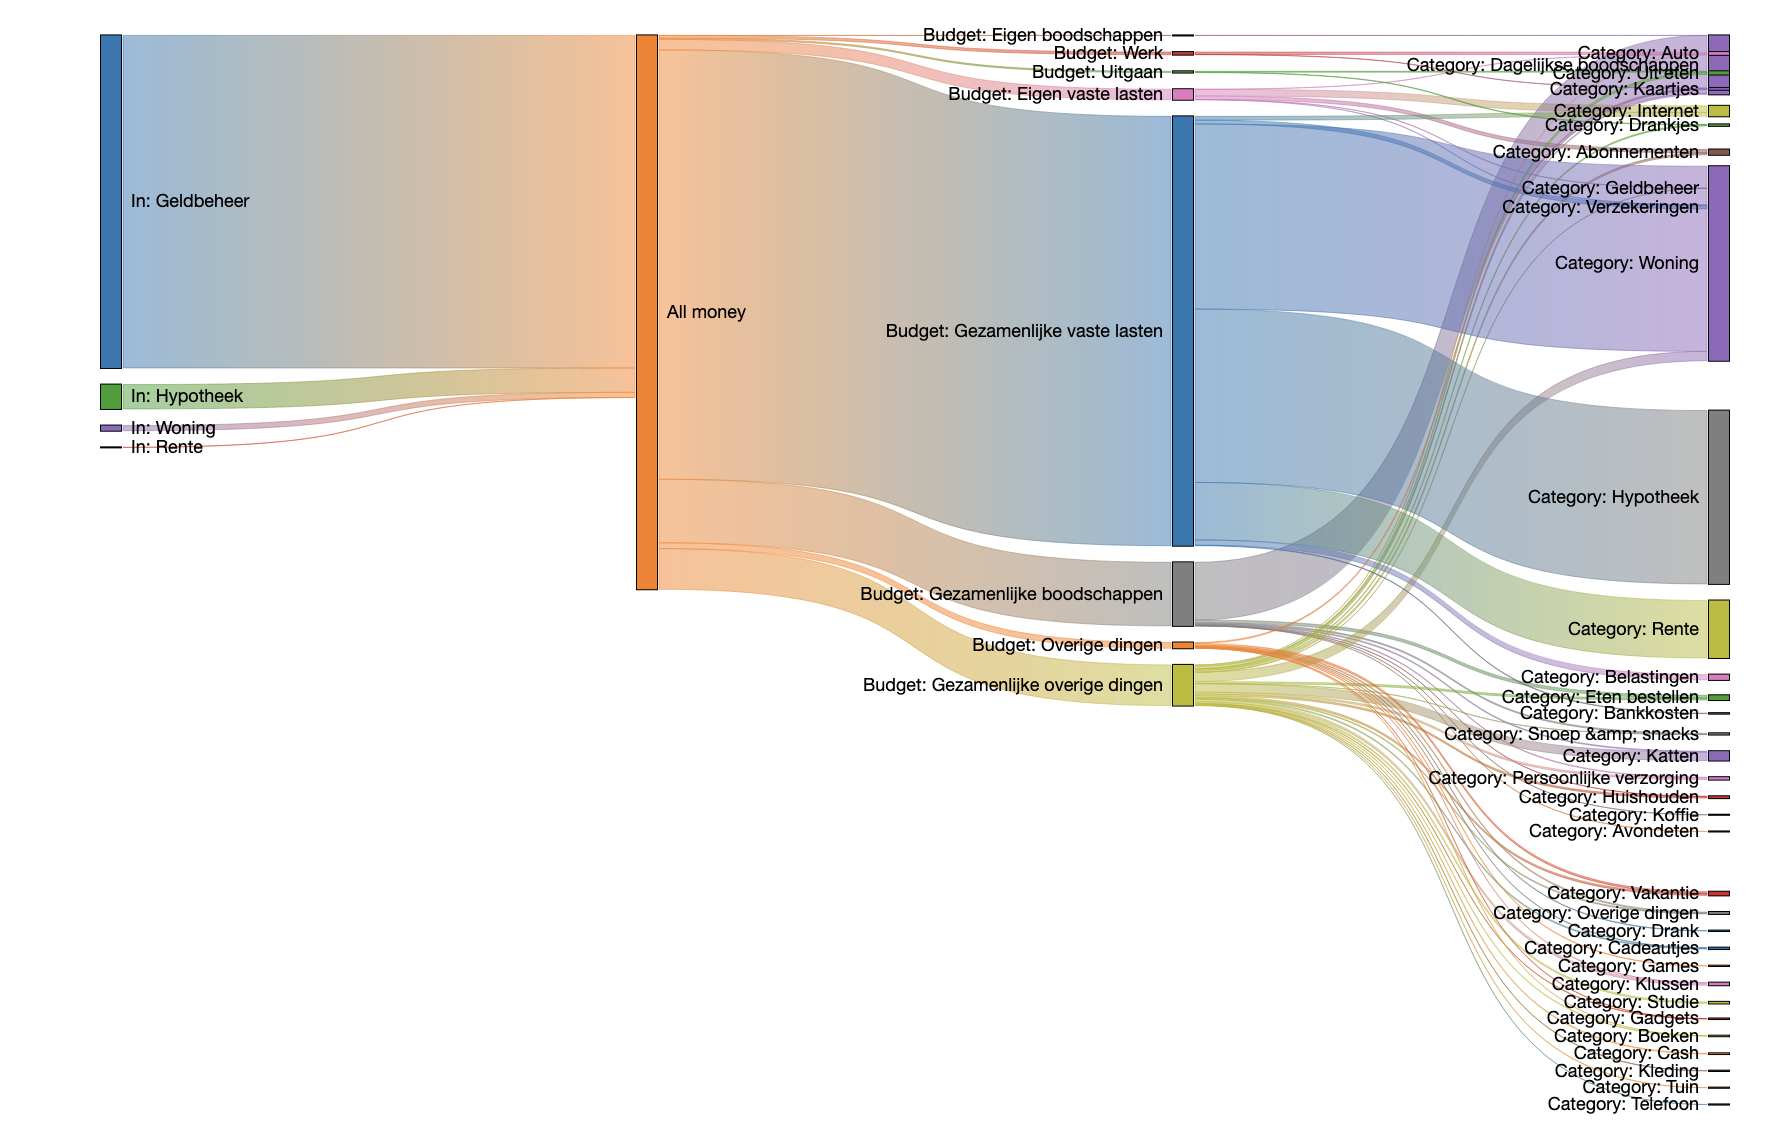 In: Geldbeheer
In: Hypotheek
In: Woning
In: Rente
All money
Budget: Eigen boodschappen
Budget: Werk
Budget: Uitgaan
Budget: Eigen vaste lasten
Budget: Gezamenlijke vaste lasten
Budget: Gezamenlijke boodschappen
Budget: Overige dingen
Budget: Gezamenlijke overige dingen
Category: Auto
Category: Dagelijkse boodschappen
Category: Uit eten
Category: Kaartjes
Category: Internet
Category: Drankjes
Category: Abonnementen
Category: Geldbeheer
Category: Verzekeringen
Category: Woning
Category: Hypotheek
Category: Rente
Category: Belastingen
Category: Eten bestellen
Category: Bankkosten
Category: Snoep &amp; snacks
Category: Katten
Category: Persoonlijke verzorging
Category: Huishouden
Category: Koffie
Category: Avondeten
Category: Vakantie
Category: Overige dingen
Category: Drank
Category: Cadeautjes
Category: Games
Category: Klussen
Category: Studie
Category: Gadgets
Category: Boeken
Category: Cash
Category: Kleding
Category: Tuin
Category: Telefoon